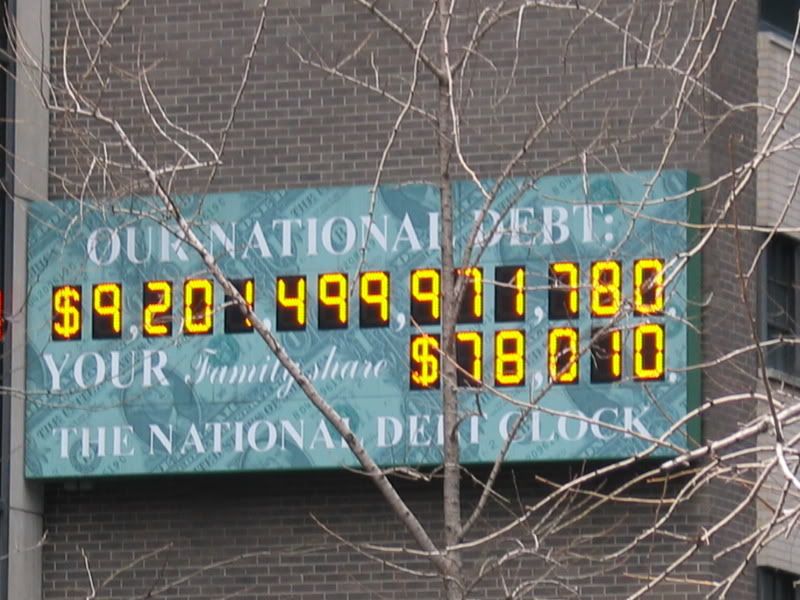 OUR NATIONAL DEBT:
$9,201,499,971,780.
YOUR Family share $78,010.
THE NATIONAL DEBT CLOCK